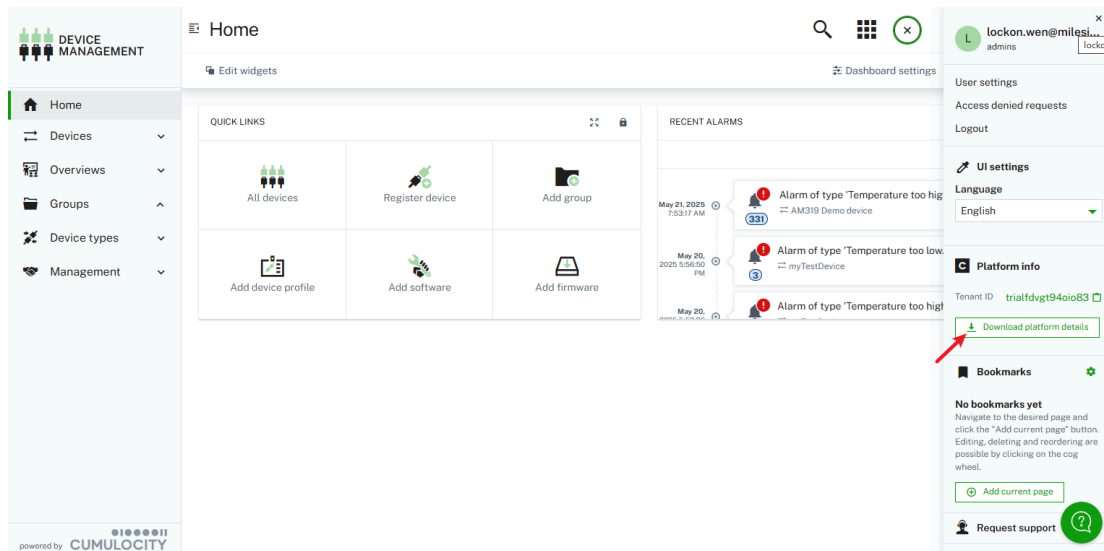 DEVICE
MANAGEMENT
Home
Devices
Overviews
Groups
Device types
Management
powered by CUMULOCITY
Home
Edit widgets
Dashboard settings
QUICK LINKS
All devices
Register device
Add group
Add device profile
Add software
Add firmware
RECENT ALARMS
May 21, 2025
7:53:17 AM
331
Alarm of type 'Temperature too hig
AM319 Demo device
May 20,
2025 5:56:50
PM
3
Alarm of type 'Temperature too low.
myTestDevice
May 20,
Alarm of type 'Temperature too high
L
lockon.wen@milesi...
admins
lockc
User settings
Access denied requests
Logout
UI settings
Language
English
C Platform info
Tenant ID trialfdvgt94oio83
Download platform details
Bookmarks
No bookmarks yet
Navigate to the desired page and
click the "Add current page" button.
Editing, deleting and reordering are
possible by clicking on the cog
wheel.
Add current page
Request support
?